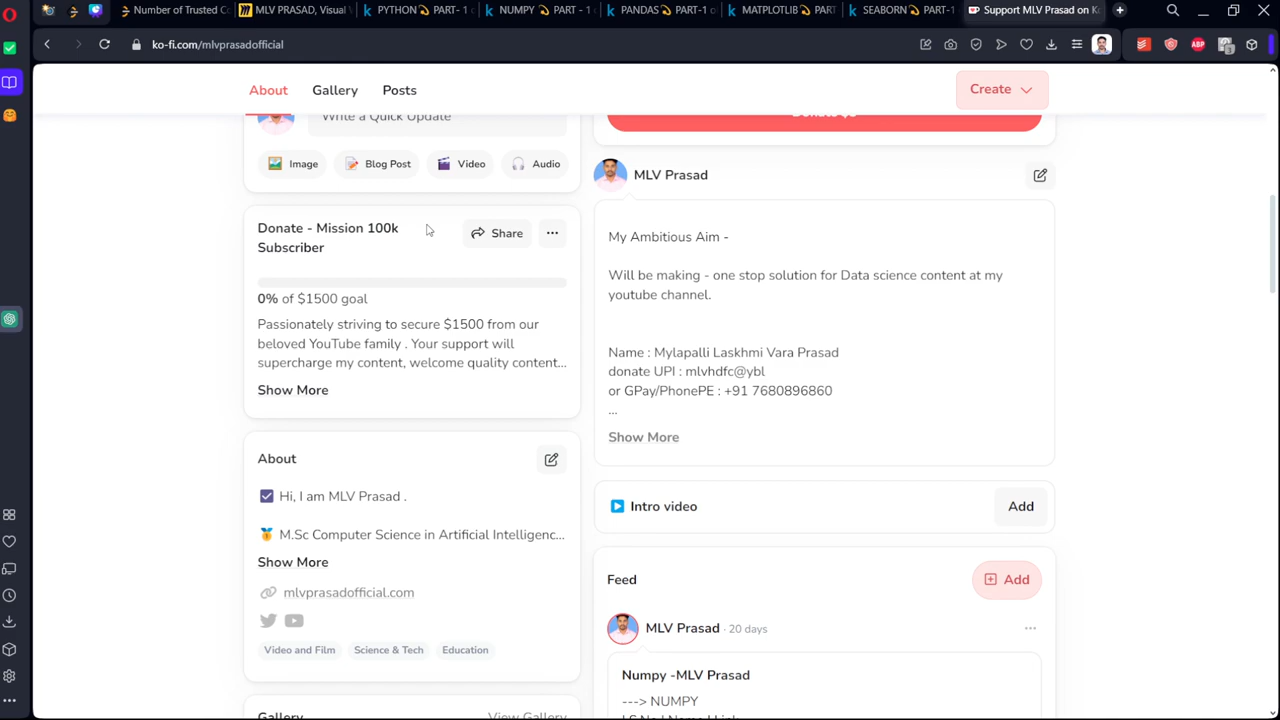 Number of Trusted Co
MLV PRASAD, Visual
PYTHON PART- 1
NUMPY PART - 1
PANDAS PART- 1
MATPLOTLIB PAR
SEABORN PART-1
Support MLV Prasad on K
ko-fi.com/mlvprasadofficial
About
Gallery
Posts
Create
Write a Quick Update
Image
Blog Post
Video
Audio
Donate - Mission 100k
Subscriber
Share
0% of $1500 goal
Passionately striving to secure $1500 from our
beloved YouTube family . Your support will
supercharge my content, welcome quality content...
Show More
About
Hi, I am MLV Prasad .
M.Sc Computer Science in Artificial Intelligenc...
Show More
mlvprasadofficial.com
Video and Film
Science & Tech
Education
Gallery
View Gallery
MLV Prasad
My Ambitious Aim -
Will be making - one stop solution for Data science content at my
youtube channel.
Name : Mylapalli Laskhmi Vara Prasad
donate UPI : mlvhdfc@ybl
or GPay/PhonePE : +91 7680896860
...
Show More
Intro video
Add
Feed
Add
MLV Prasad · 20 days
Numpy -MLV Prasad
---> NUMPY